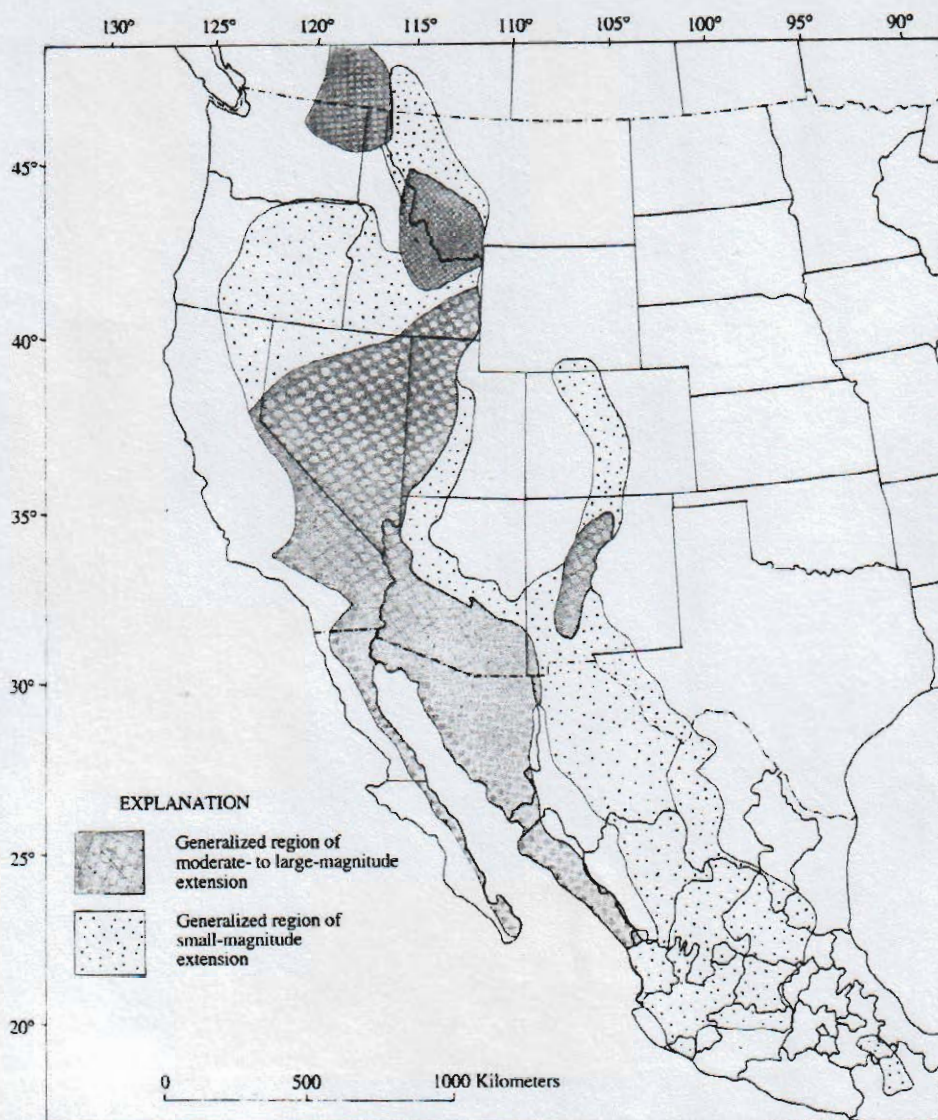 130° 125° 120° 115° 110° 105° 100° 95° 90°
45°
40°
35°
30°
25°
20°
EXPLANATION
Generalized region of
moderate- to large-magnitude
extension
Generalized region of
small-magnitude
extension
0 500 1000 Kilometers